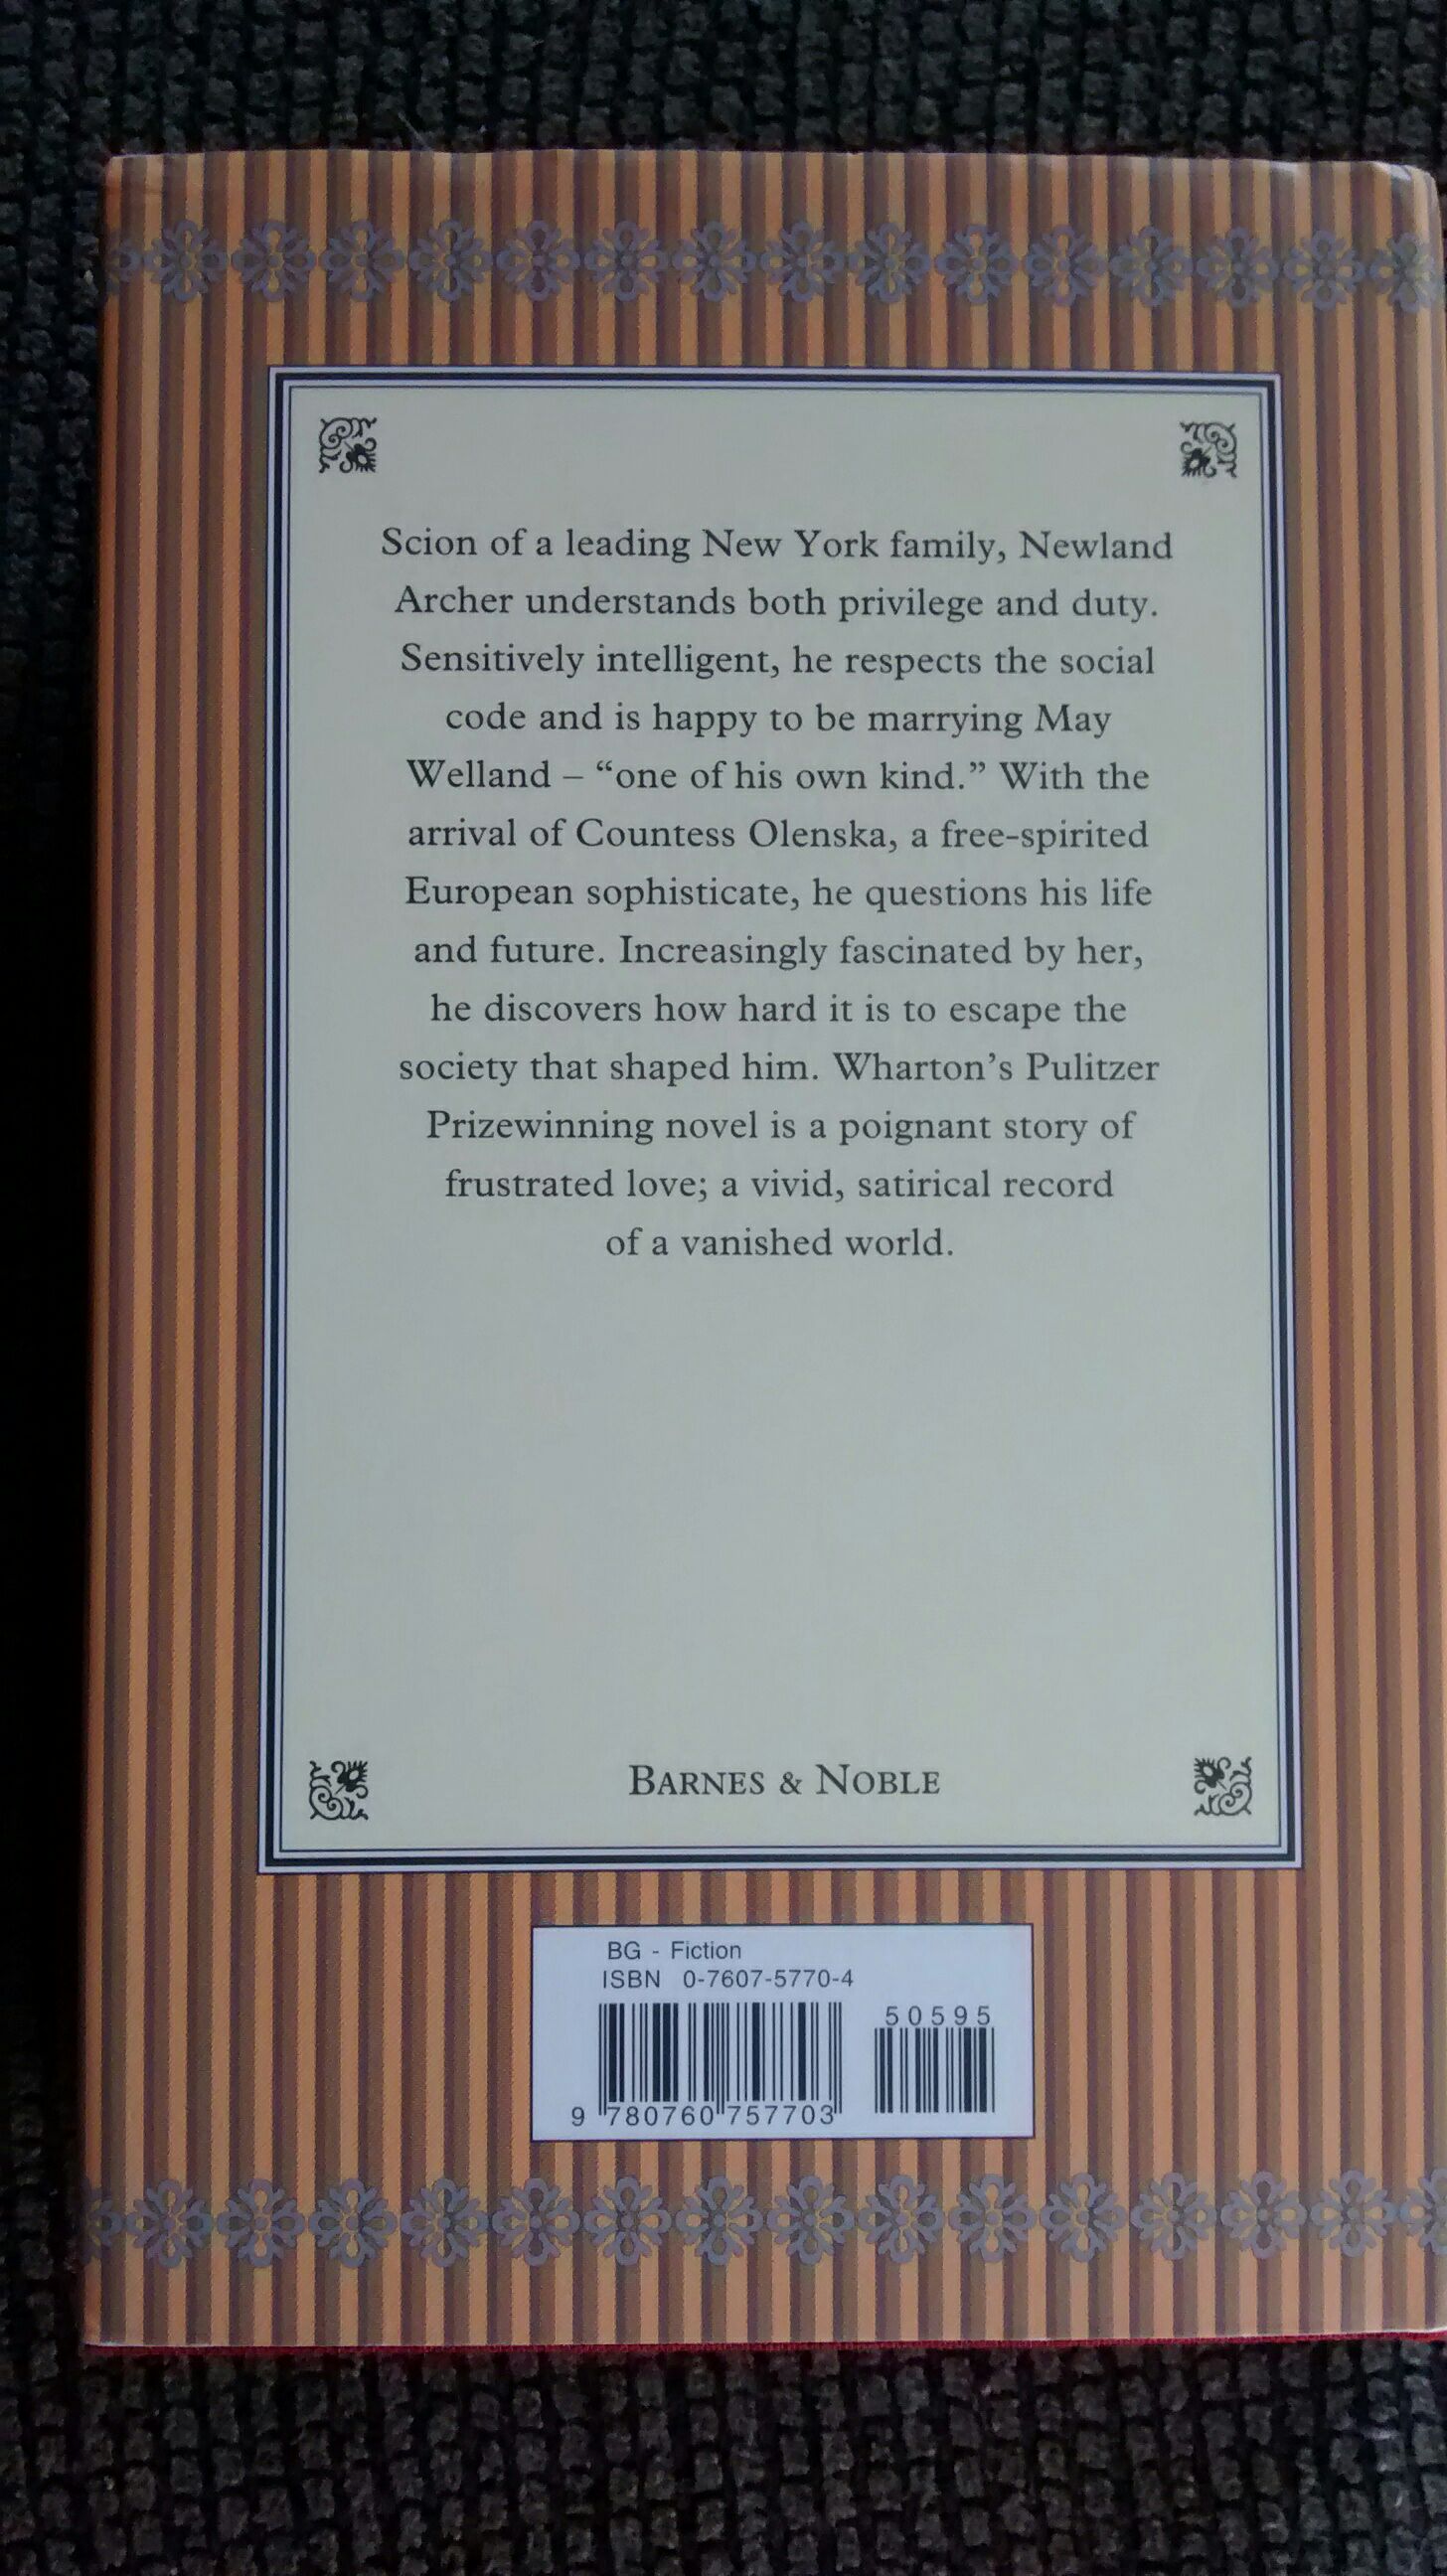 Scion of a leading New York family, Newland
Archer understands both privilege and duty.
Sensitively intelligent, he respects the social
code and is happy to be marrying May
Welland – “one of his own kind.” With the
arrival of Countess Olenska, a free-spirited
European sophisticate, he questions his life
and future. Increasingly fascinated by her,
he discovers how hard it is to escape the
society that shaped him. Wharton’s Pulitzer
Prizewinning novel is a poignant story of
frustrated love; a vivid, satirical record
of a vanished world.
BARNES & NOBLE
BG - Fiction
ISBN 0-7607-5770-4
50595
9 780760 757703